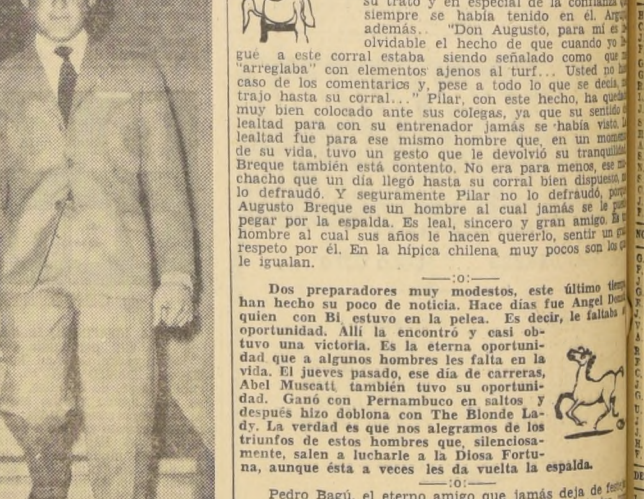 su trato y en especial de la confianza
siempre se había tenido en él.
además.. "Don Augusto, para mí es
olvidable el hecho de que cuando yo
gué a este corral estaba siendo señalado como que
"arreglaba" con elementos ajenos al turf... Usted no
caso de los comentarios y, pese a todo lo que se decía,
trajo hasta su corral..." Pilar, con este hecho, ha
muy bien colocado ante sus colegas, ya que su sentido
lealtad para con su entrenador jamás se había visto.
lealtad fue para ese mismo hombre que, en un
de su vida, tuvo un gesto que le devolvió su
Breque también está contento. No era para menos, ese
chacho que un día llegó hasta su corral bien dispuesto,
lo defraudó. Y seguramente Pilar no lo defraudó,
Augusto Breque es un hombre al cual jamás se le
pegar por la espalda. Es leal, sincero y gran amigo.
hombre al cual sus años le hacen quererlo, sentir un
respeto por él. En la hípica chilena, muy pocos son los
le igualan.
—:o:—
Dos preparadores muy modestos, este último
han hecho su poco de noticia. Hace días fue Angel
quien con Bi, estuvo en la pelea. Es decir, le faltaba
oportunidad. Allí la encontró y casi ob-
tuvo una victoria. Es la eterna oportuni-
dad que a algunos hombres les falta en la
vida. El jueves pasado, ese día de carreras,
Abel Muscati, también tuvo su oportuni-
dad. Ganó con Pernambuco en saltos y
después hizo doblona con The Blonde La-
dy. La verdad es que nos alegramos de los
triunfos de estos hombres que, silenciosa-
mente, salen a lucharle a la Diosa Fortu-
na, aunque ésta a veces les da vuelta la espalda.
—:o:—
Pedro Bagú, el eterno amigo que jamás deja de